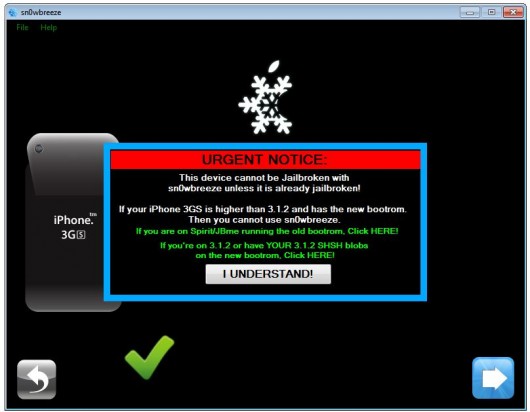 sn0wbreeze
File Help
URGENT NOTICE:
This device cannot be Jailbroken with
sn0wbreeze unless it is already jailbroken!
If your iPhone 3GS is higher than 3.1.2 and has the new bootrom.
Then you cannot use sn0wbreeze.
If you are on Spirit/JBme running the old bootrom, Click HERE!
If you're on 3.1.2 or have YOUR 3.1.2 SHSH blobs
on the new bootrom, Click HERE!
I UNDERSTAND!
iPhone™
3GS